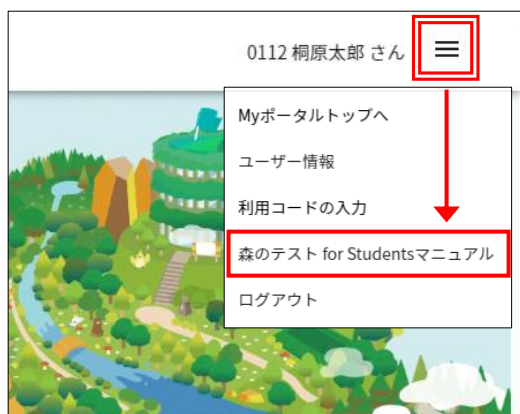 0112 桐原太郎 さん
Myポータルトップへ
ユーザー情報
利用コードの入力
森のテスト for Studentsマニュアル
ログアウト